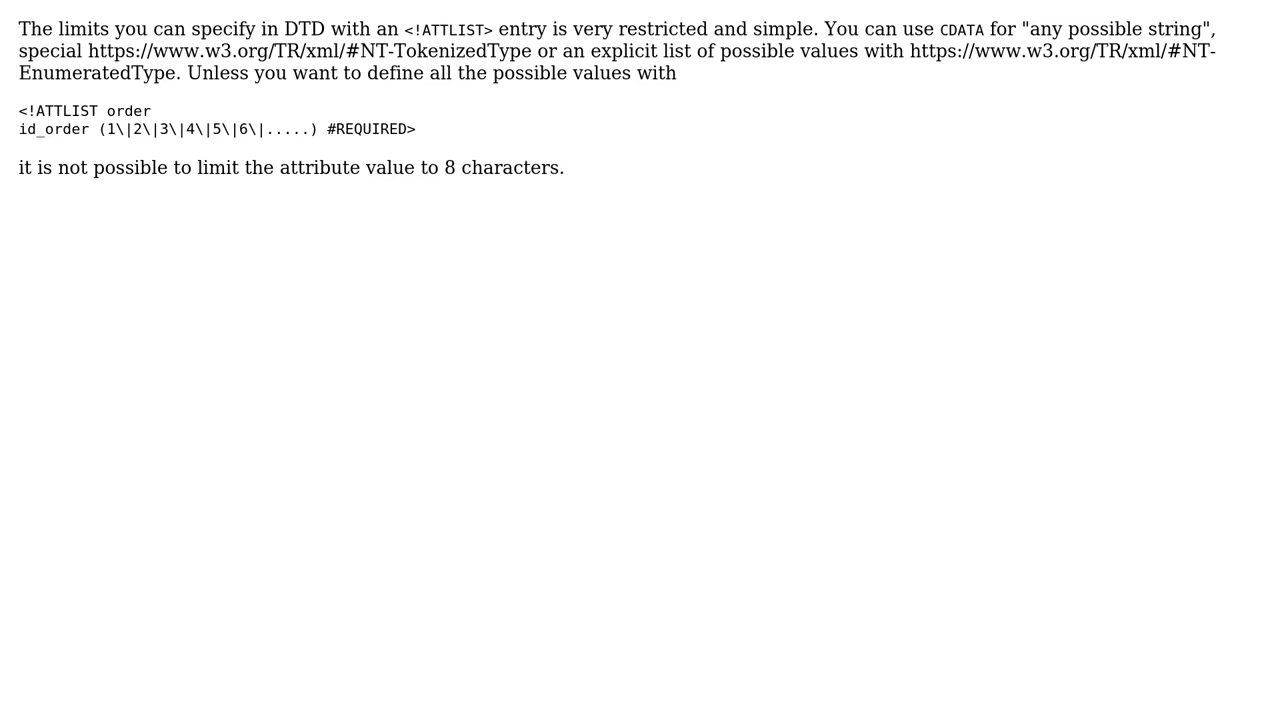 The limits you can specify in DTD with an <!ATTLIST> entry is very restricted and simple. You can use CDATA for "any possible string",
special https://www.w3.org/TR/xml/#NT-TokenizedType or an explicit list of possible values with https://www.w3.org/TR/xml/#NT-
EnumeratedType. Unless you want to define all the possible values with
<!ATTLIST order
id_order (1\|2\|3\|4\|5\|6\|.....) #REQUIRED>
it is not possible to limit the attribute value to 8 characters.